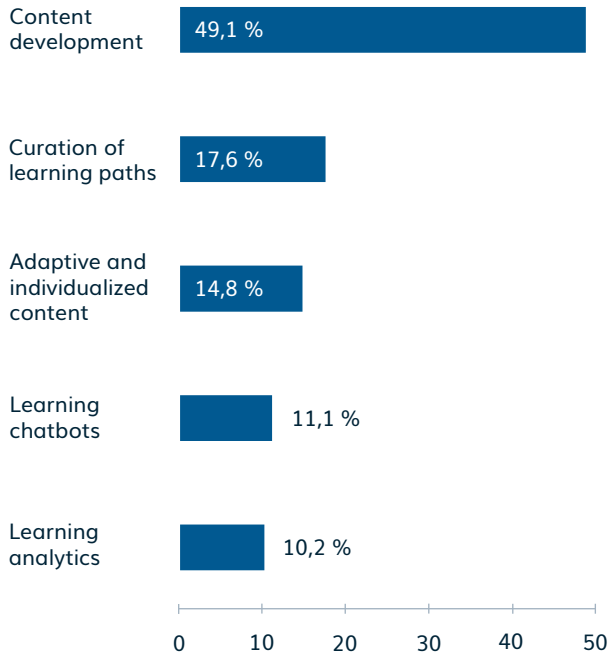 Content
development
49,1 %
Curation of
learning paths
17,6 %
Adaptive and
individualized
content
14,8 %
Learning
chatbots
11,1 %
Learning
analytics
10,2 %
0 10 20 30 40 50